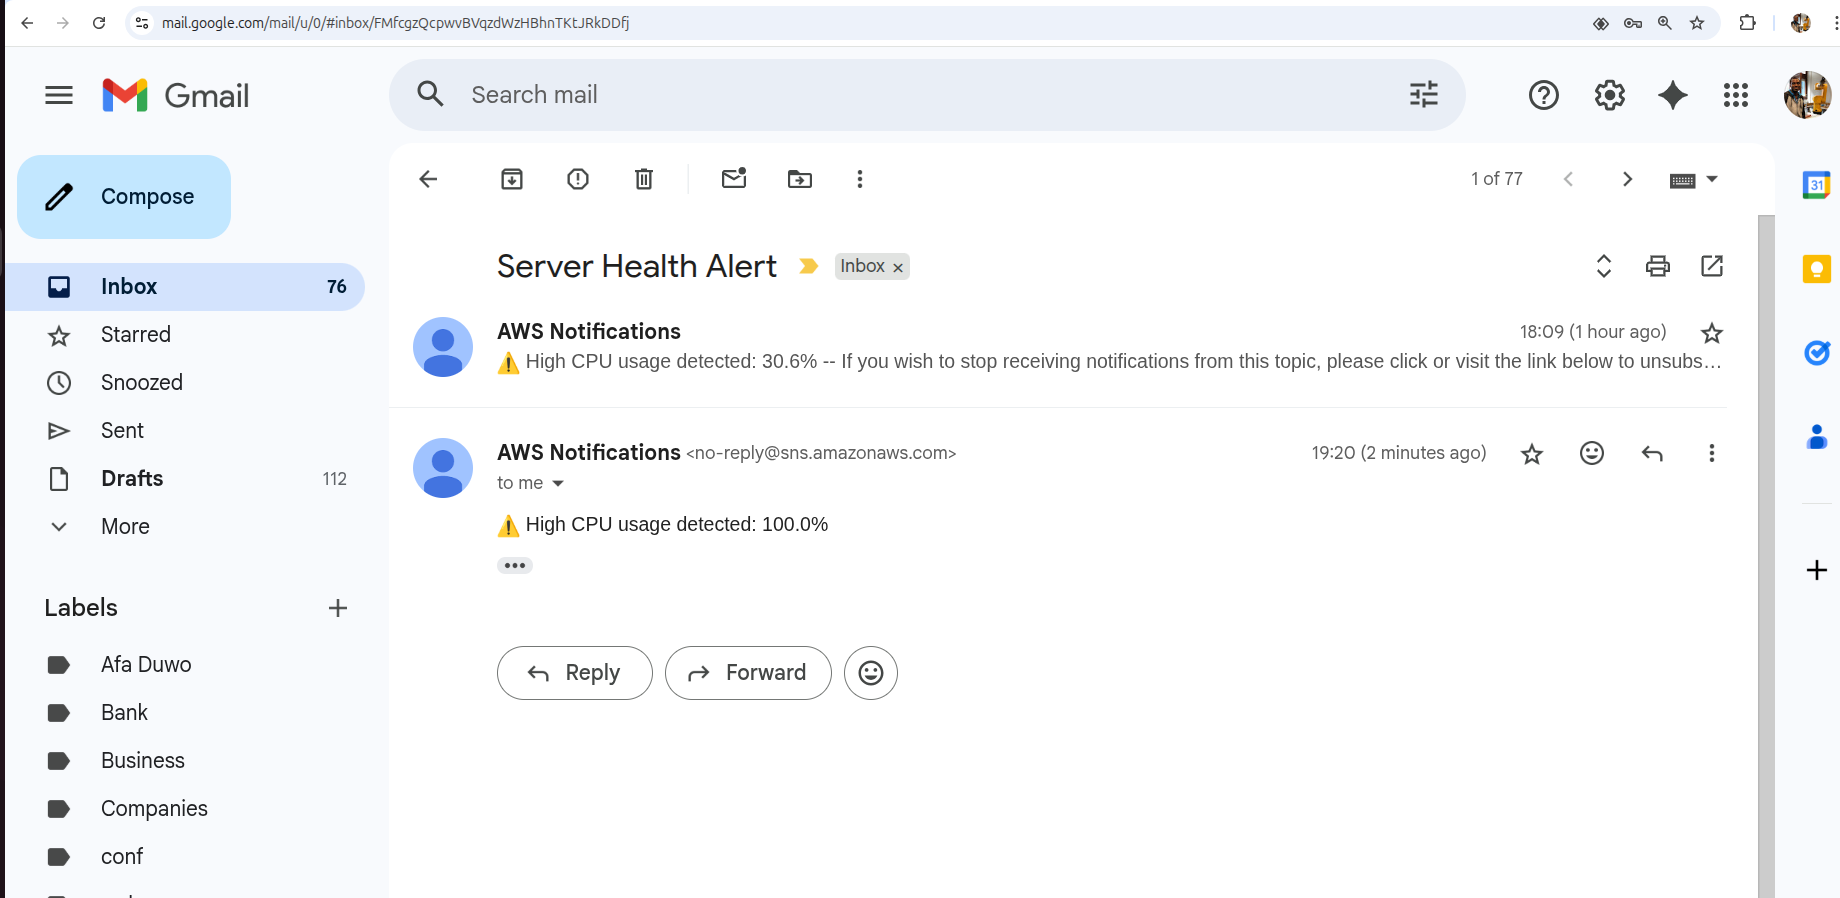 mail.google.com/mail/u/0/#inbox/FMfcgzQcpwvBVqzdWzHBhnTKtJRkDDfj
Gmail
Search mail
Compose
1 of 77
31
Server Health Alert
Inbox ×
Inbox 76
Starred
Snoozed
Sent
Drafts 112
More
AWS Notifications
18:09 (1 hour ago)
⚠️ High CPU usage detected: 30.6% -- If you wish to stop receiving notifications from this topic, please click or visit the link below to unsubs…
AWS Notifications <no-reply@sns.amazonaws.com>
19:20 (2 minutes ago)
to me
⚠️ High CPU usage detected: 100.0%
Reply
Forward
Labels
Afa Duwo
Bank
Business
Companies
conf